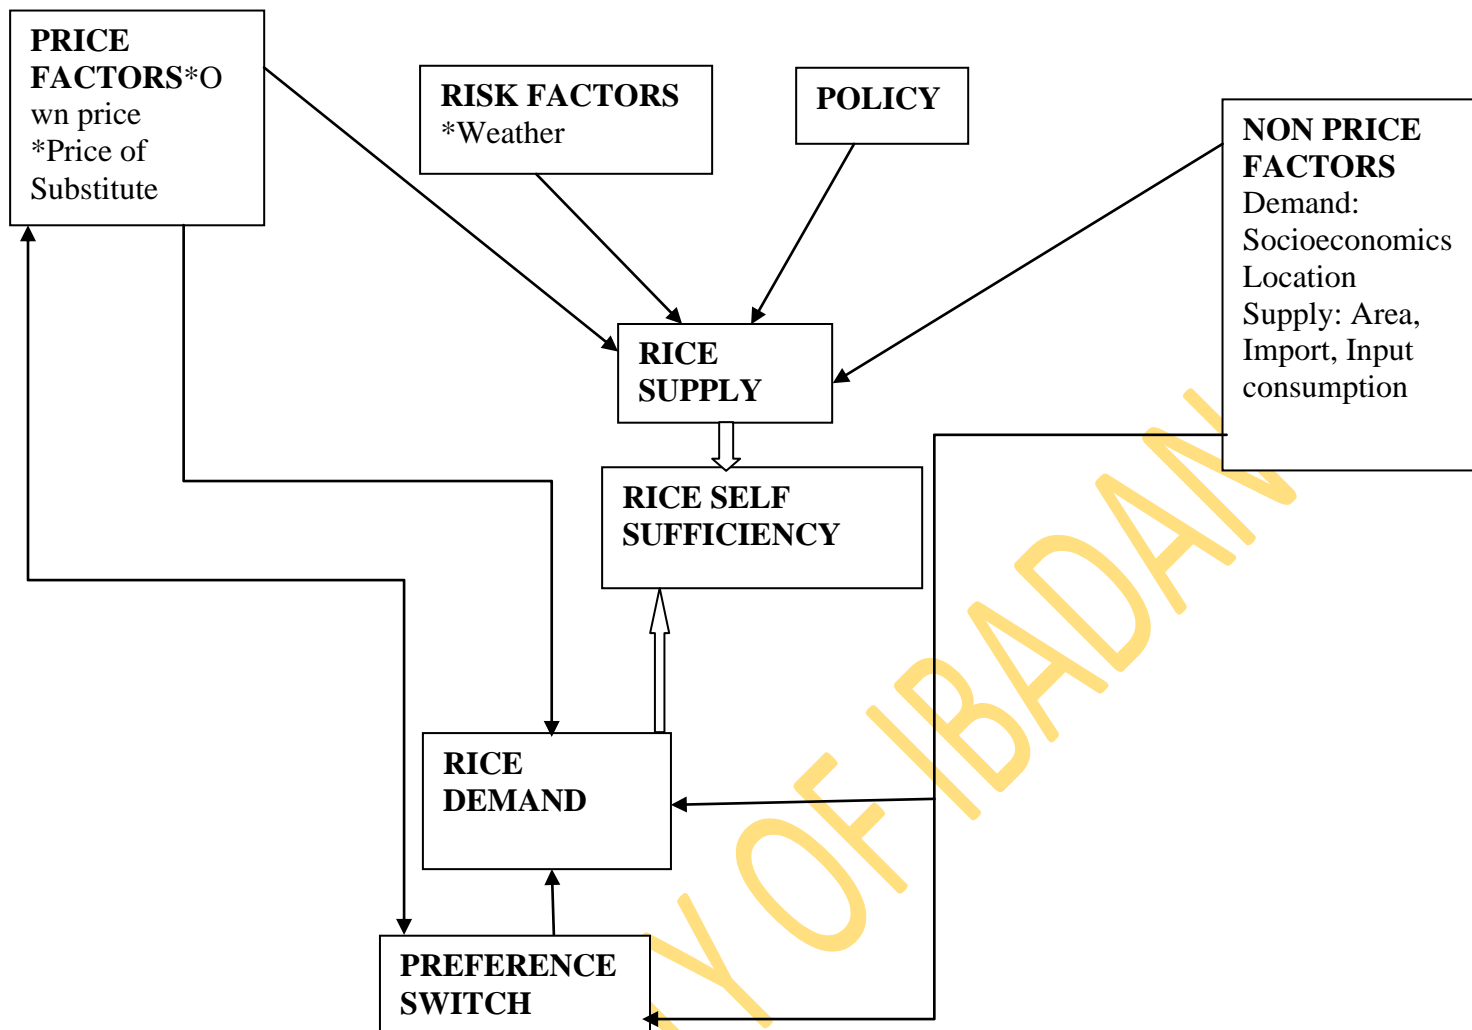 PRICE
FACTORS*O
wn price
*Price of
Substitute
RISK FACTORS
*Weather
POLICY
NON PRICE
FACTORS
Demand:
Socioeconomics
Location
Supply: Area,
Import, Input
consumption
RICE
SUPPLY
RICE SELF
SUFFICIENCY
RICE
DEMAND
PREFERENCE
SWITCH
Y OF IBADAN